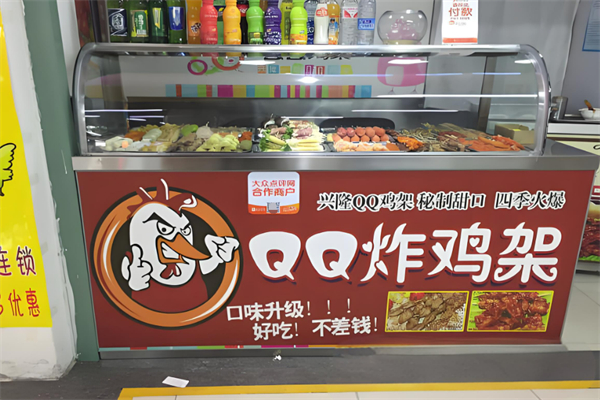 付款
大众点评网
合作商户
兴隆QQ鸡架 秘制甜口 四季火爆
QQ炸鸡架
口味升级！！！
好吃！不差钱！
连锁
优惠